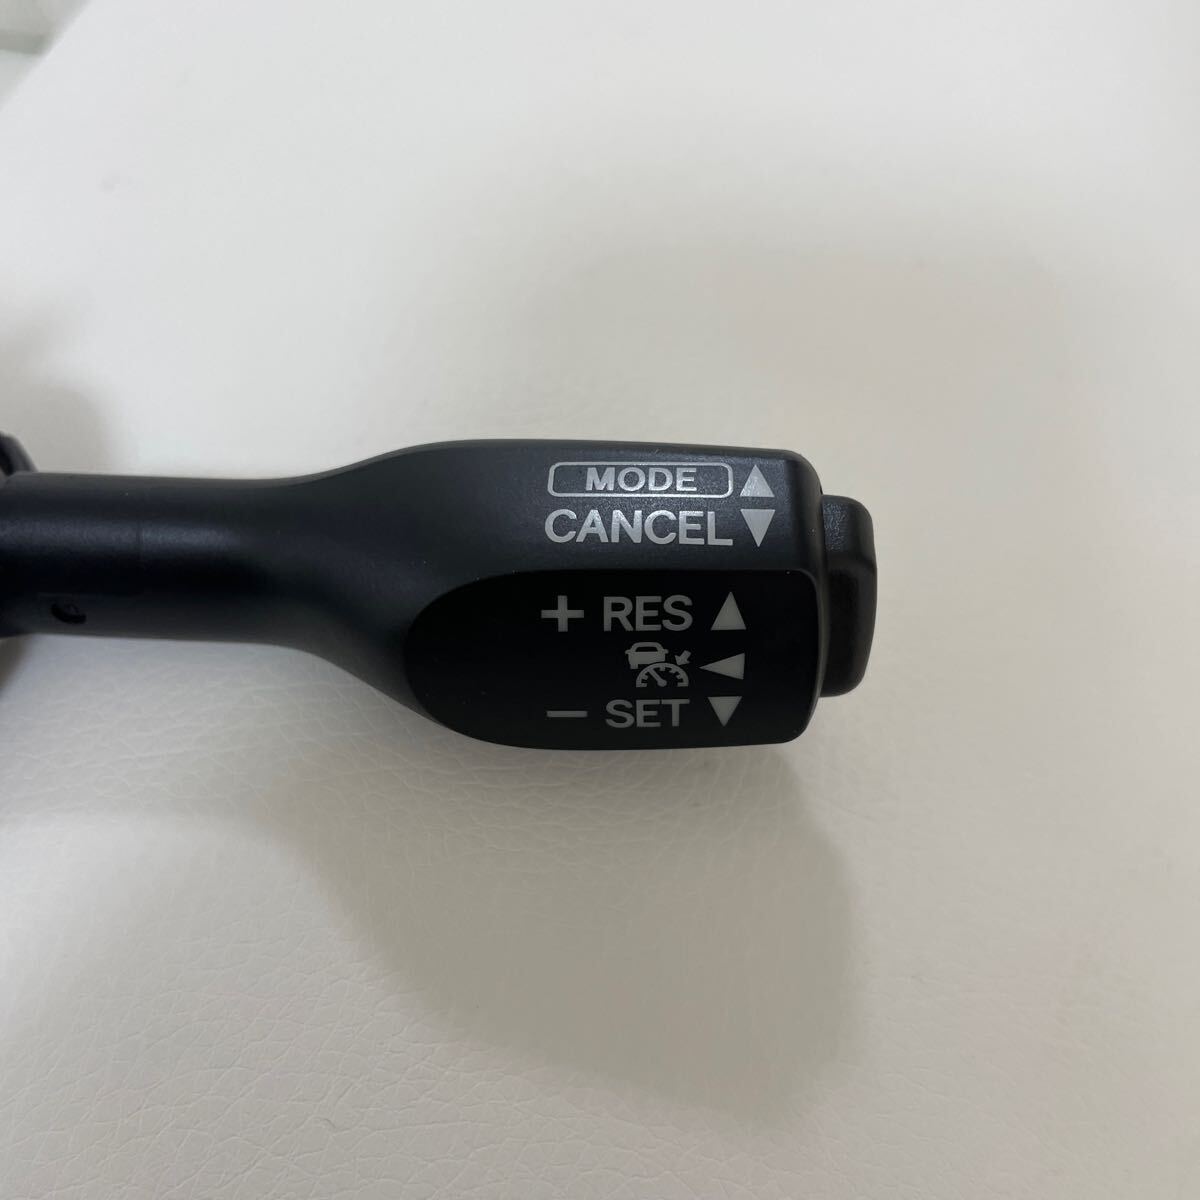 MODE ▲
CANCEL ▼
+ RES ▲
− SET ▼